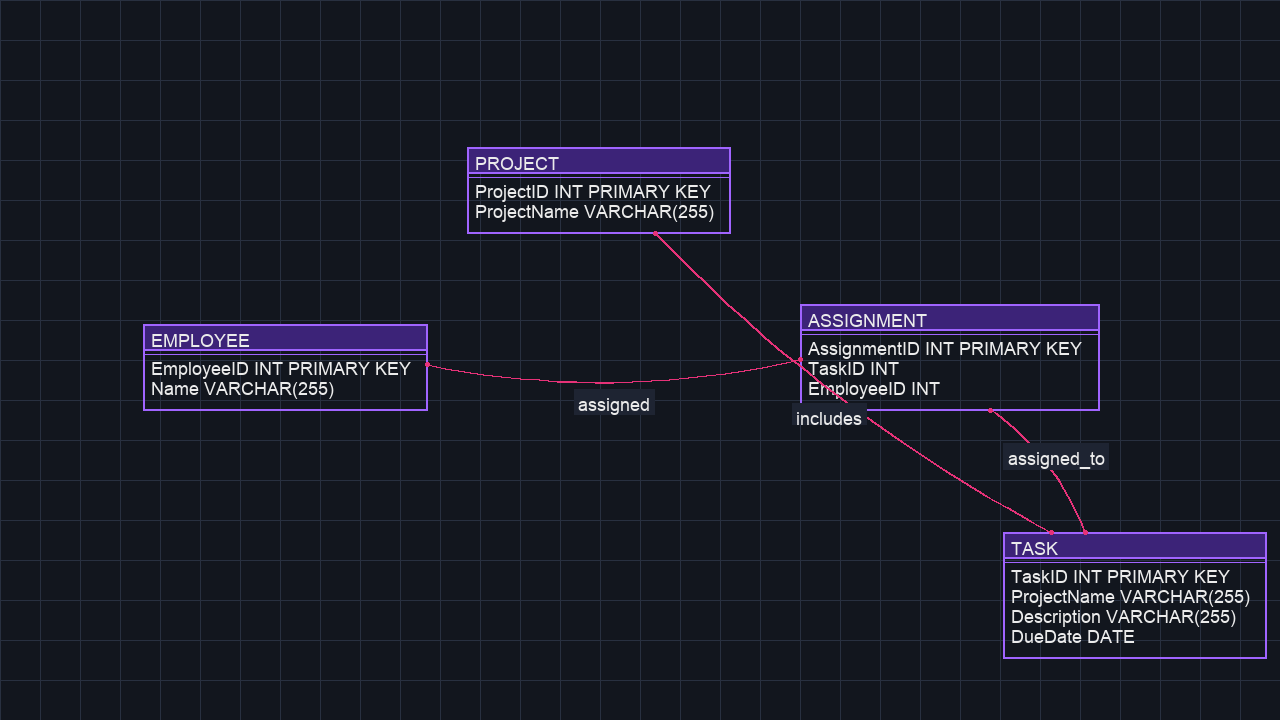 PROJECT
ProjectID INT PRIMARY KEY
ProjectName VARCHAR(255)
EMPLOYEE
EmployeeID INT PRIMARY KEY
Name VARCHAR(255)
assigned
ASSIGNMENT
AssignmentID INT PRIMARY KEY
TaskID INT
EmployeeID INT
includes
assigned_to
TASK
TaskID INT PRIMARY KEY
ProjectName VARCHAR(255)
Description VARCHAR(255)
DueDate DATE